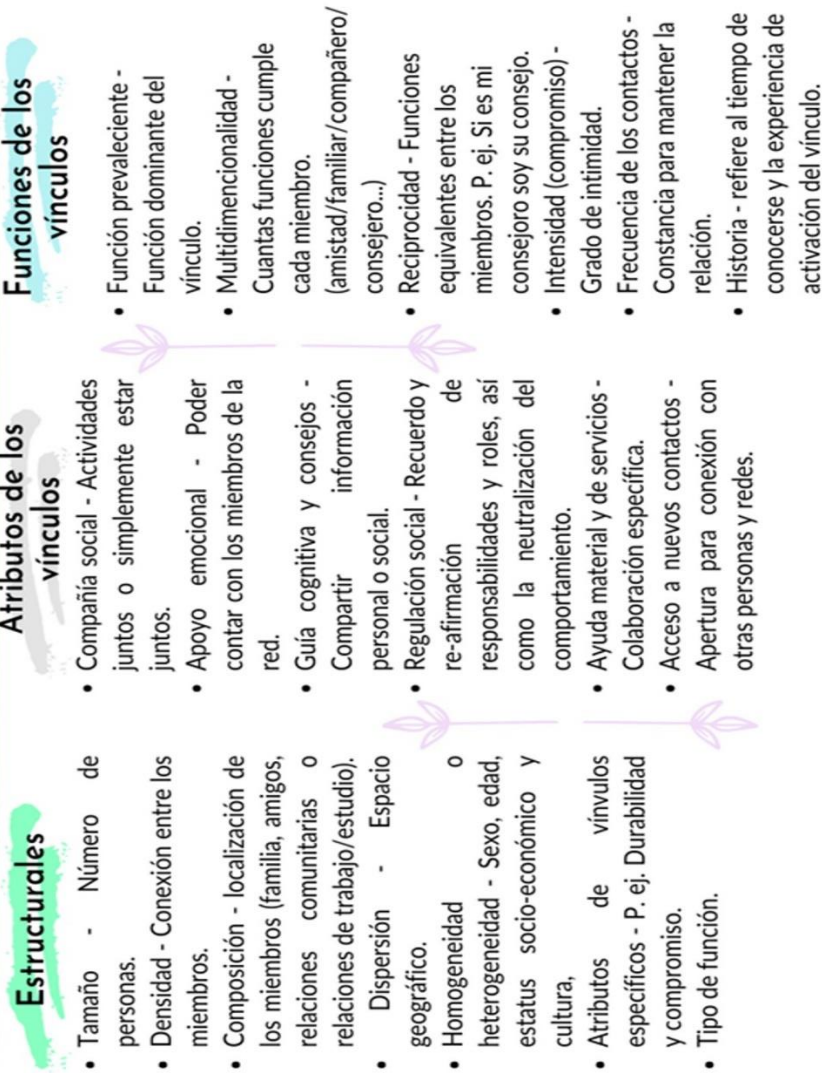 Estructurales
• Tamaño - Número de
personas.
• Densidad - Conexión entre los
miembros.
• Composición - localización de
los miembros (familia, amigos,
relaciones comunitarias o
relaciones de trabajo/estudio).
• Dispersión - Espacio
geográfico.
• Homogeneidad o
heterogeneidad - Sexo, edad,
estatus socio-económico y
cultura,
• Atributos de vínvulos
específicos - P. ej. Durabilidad
y compromiso.
• Tipo de función.
Atributos de los
vínculos
• Compañía social - Actividades
juntos o simplemente estar
juntos.
• Apoyo emocional - Poder
contar con los miembros de la
red.
• Guía cognitiva y consejos -
Compartir información
personal o social.
• Regulación social - Recuerdo y
re-afirmación de
responsabilidades y roles, así
como la neutralización del
comportamiento.
• Ayuda material y de servicios -
Colaboración específica.
• Acceso a nuevos contactos -
Apertura para conexión con
otras personas y redes.
Funciones de los
vínculos
• Función prevaleciente -
Función dominante del
vínculo.
• Multidimencionalidad -
Cuantas funciones cumple
cada miembro.
(amistad/familiar/compañero/
consejero...)
• Reciprocidad - Funciones
equivalentes entre los
miembros. P. ej. Si es mi
consejoro soy su consejo.
• Intensidad (compromiso) -
Grado de intimidad.
• Frecuencia de los contactos -
Constancia para mantener la
relación.
• Historia - refiere al tiempo de
conocerse y la experiencia de
activación del vínculo.